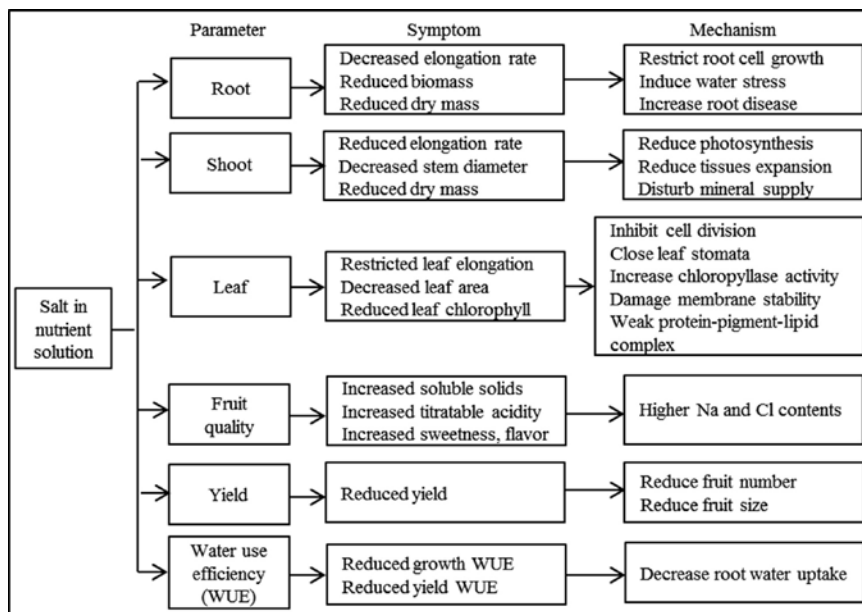 Parameter
Symptom
Mechanism
Salt in
nutrient
solution
Root
Decreased elongation rate
Reduced biomass
Reduced dry mass
Restrict root cell growth
Induce water stress
Increase root disease
Shoot
Reduced elongation rate
Decreased stem diameter
Reduced dry mass
Reduce photosynthesis
Reduce tissues expansion
Disturb mineral supply
Leaf
Restricted leaf elongation
Decreased leaf area
Reduced leaf chlorophyll
Inhibit cell division
Close leaf stomata
Increase chloropyllase activity
Damage membrane stability
Weak protein-pigment-lipid
complex
Fruit
quality
Increased soluble solids
Increased titratable acidity
Increased sweetness, flavor
Higher Na and Cl contents
Yield
Reduced yield
Reduce fruit number
Reduce fruit size
Water use
efficiency
(WUE)
Reduced growth WUE
Reduced yield WUE
Decrease root water uptake